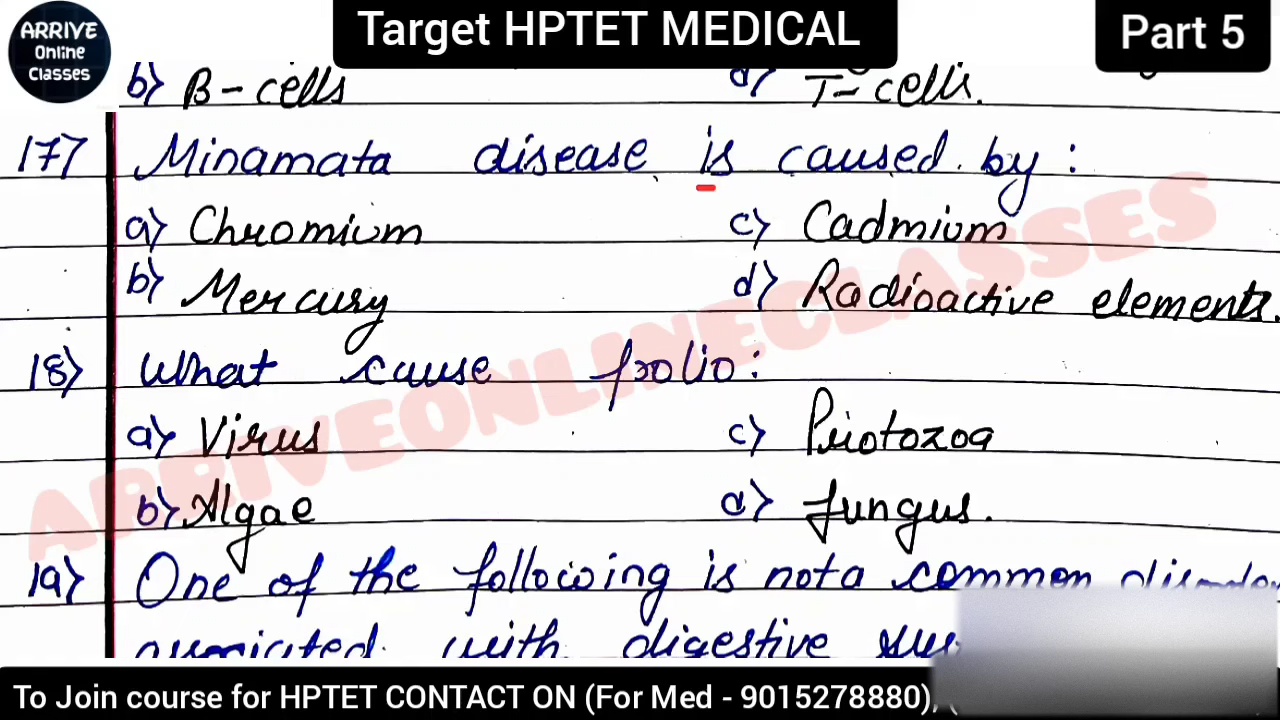 ARRIVE
Online
Classes
Target HPTET MEDICAL
Part 5
b) B-cells
d) T-cells.
17) Minamata disease is caused by :
a) Chromium
c) Cadmium
b) Mercury
d) Radioactive elements.
18) What cause polio:
a) Virus
c) Protozoa
b) Algae
d) fungus.
19) One of the following is not a common
with digestive
ARRIVEONLINECLASSES
To Join course for HPTET CONTACT ON (For Med - 9015278880), (